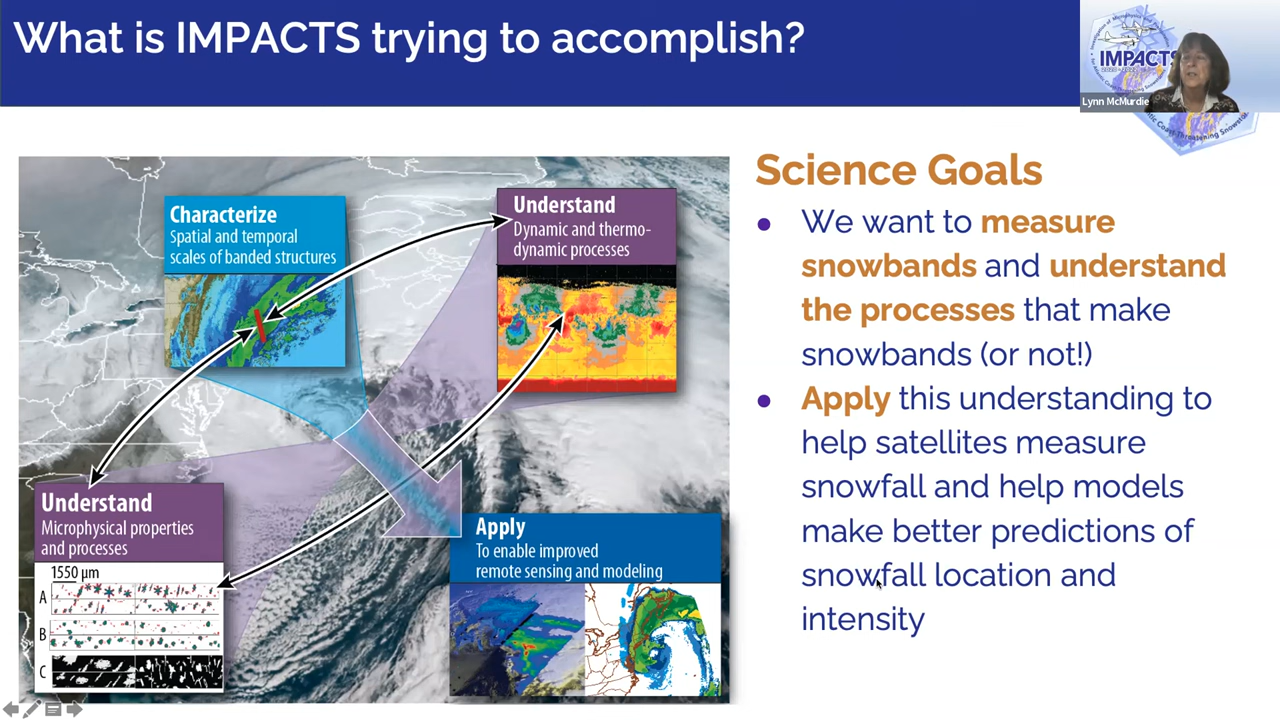 What is IMPACTS trying to accomplish?
IMPACTS
Lynn McMurdie
Characterize
Spatial and temporal
scales of banded structures
Understand
Dynamic and thermo-
dynamic processes
Understand
Microphysical properties
and processes
1550 µm
A
B
C
Apply
To enable improved
remote sensing and modeling
Science Goals
● We want to measure
snowbands and understand
the processes that make
snowbands (or not!)
● Apply this understanding to
help satellites measure
snowfall and help models
make better predictions of
snowfall location and
intensity